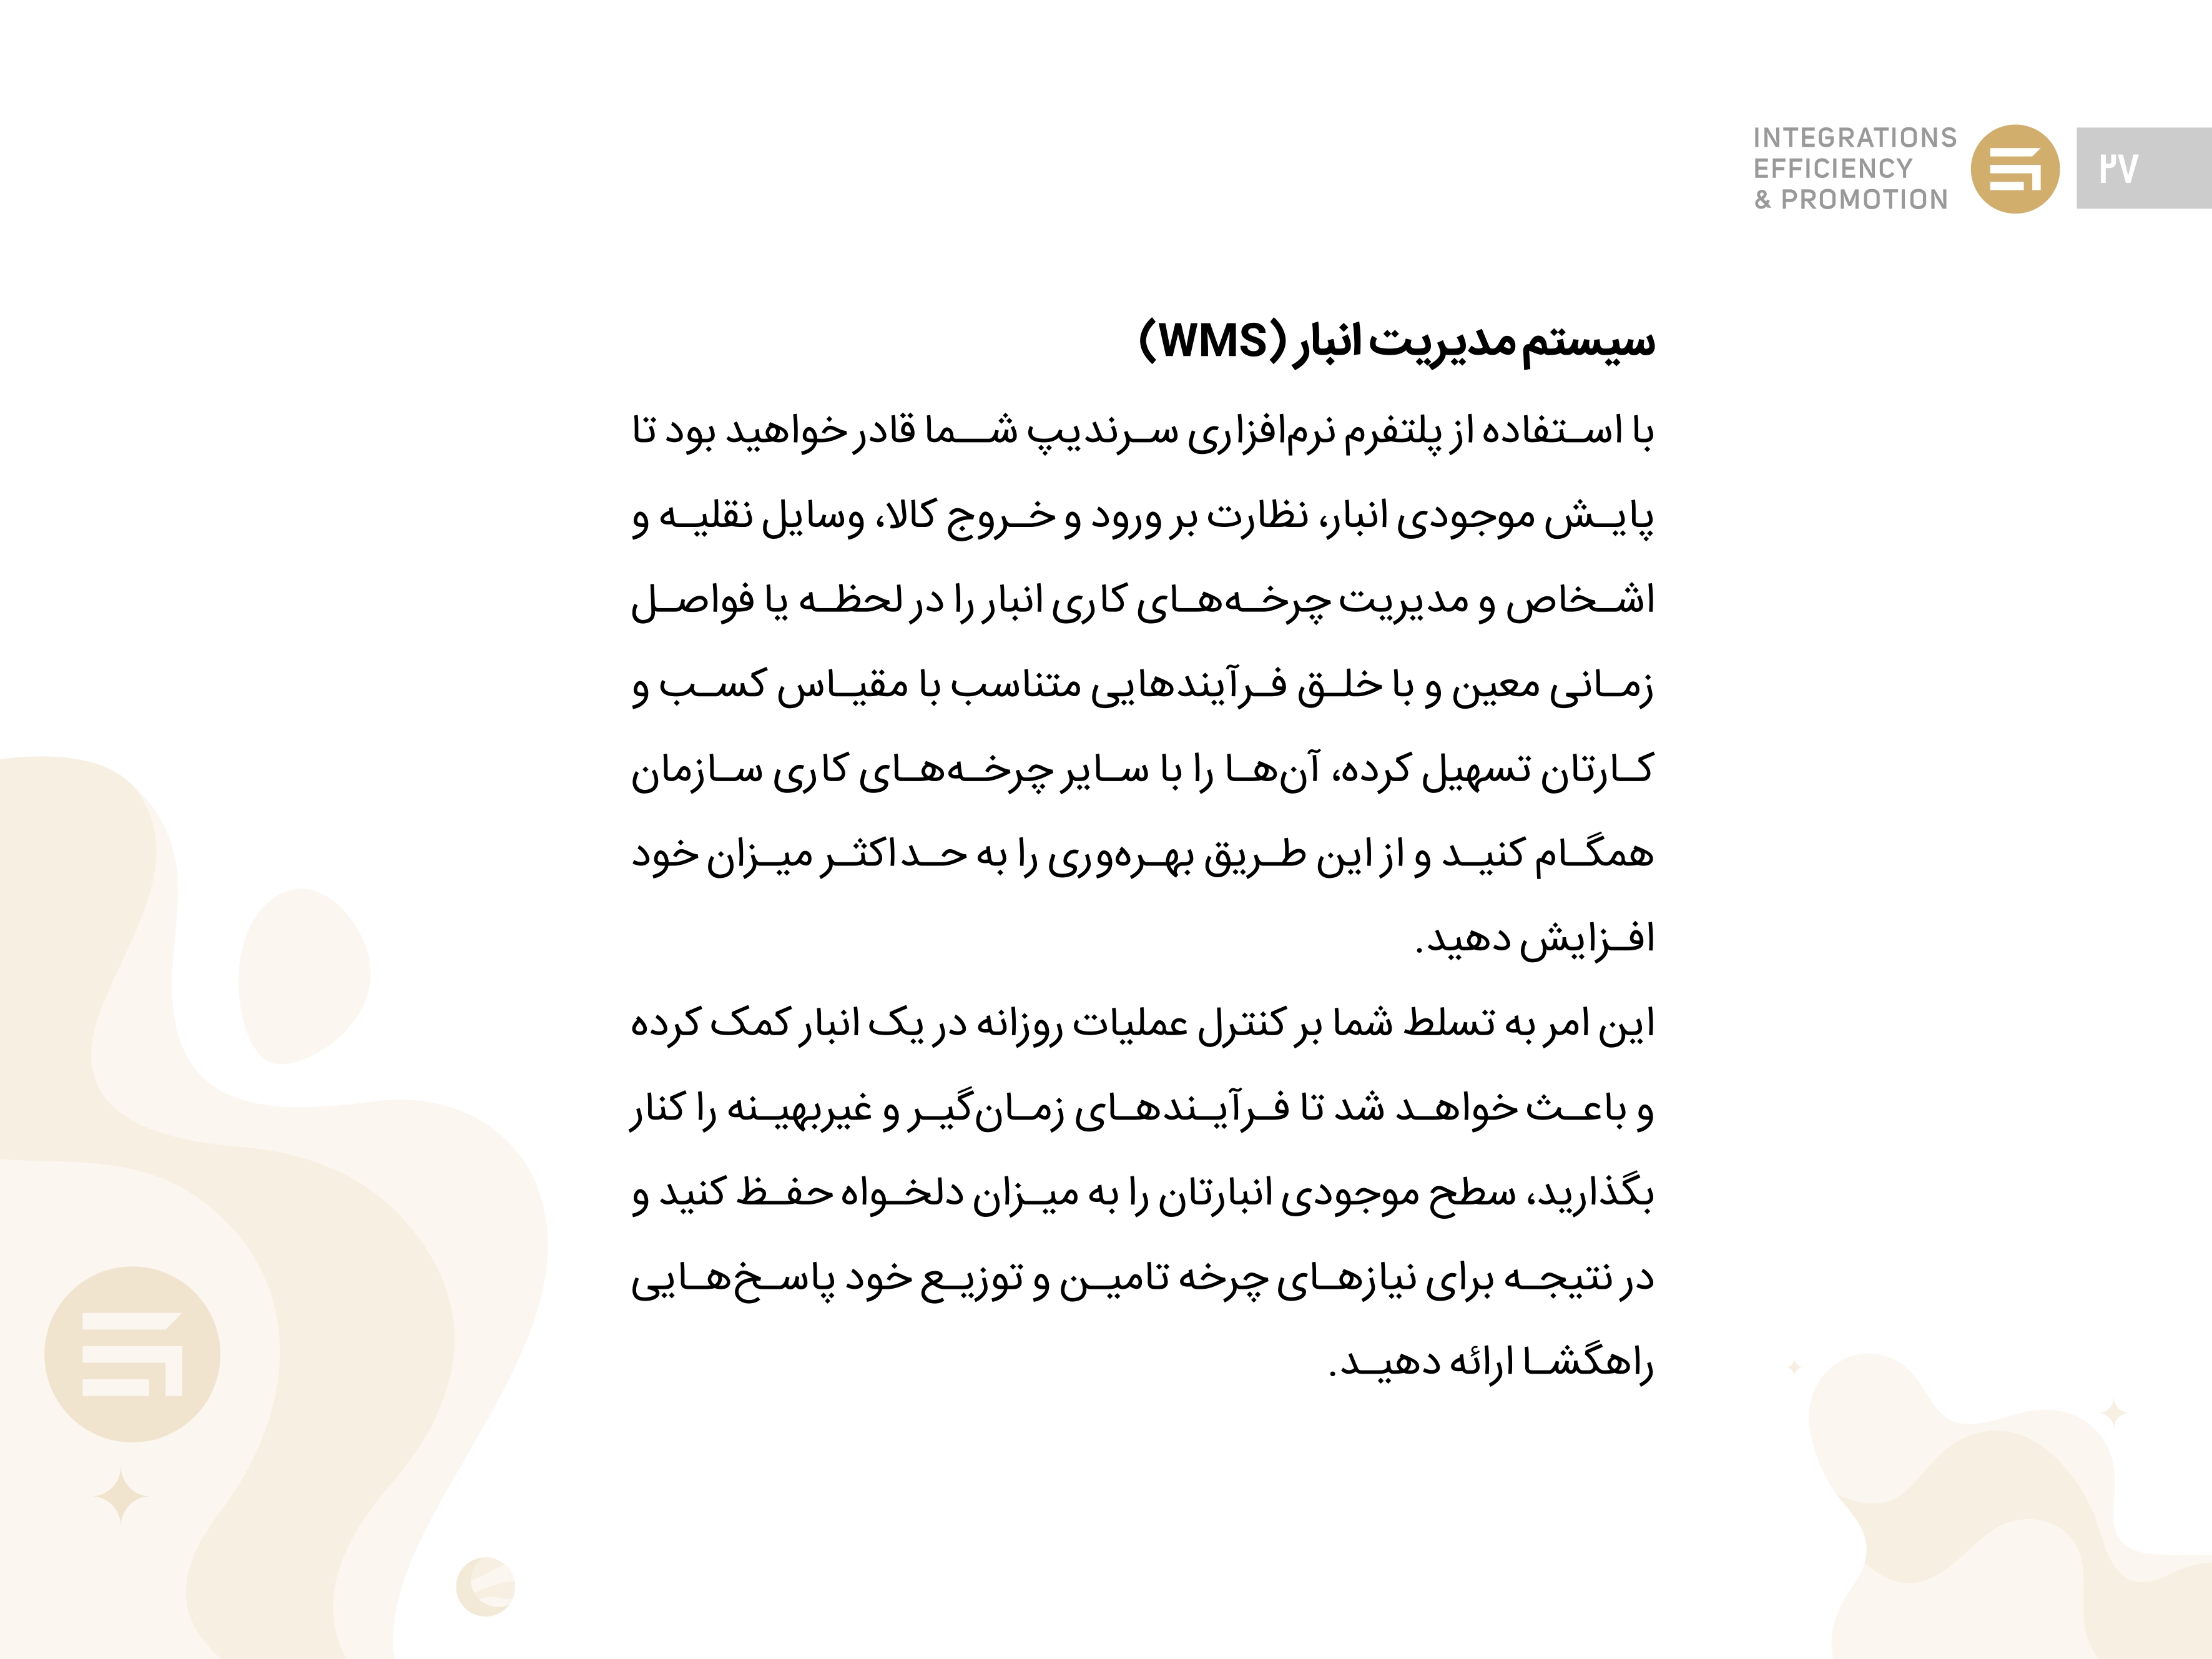 INTEGRATIONS
EFFICIENCY
& PROMOTION
۲۷
سیستم مدیریت انبار (WMS)
با استفاده از پلتفرم نرم‌افزاری سرندیپ شما قادر خواهید بود تا
پایش موجودی انبار، نظارت بر ورود و خروج کالا، وسایل نقلیه و
اشخاص و مدیریت چرخه‌های کاری انبار را در لحظه یا فواصل
زمانی معین و با خلق فرآیندهایی متناسب با مقیاس کسب و
کارتان تسهیل کرده، آن‌ها را با سایر چرخه‌های کاری سازمان
همگام کنید و از این طریق بهره‌وری را به حداکثر میزان خود
افزایش دهید.
این امر به تسلط شما بر کنترل عملیات روزانه در یک انبار کمک کرده
و باعث خواهد شد تا فرآیندهای زمان‌گیر و غیربهینه را کنار
بگذارید، سطح موجودی انبارتان را به میزان دلخواه حفظ کنید و
در نتیجه برای نیازهای چرخه تامین و توزیع خود پاسخ‌هایی
راهگشا ارائه دهید.